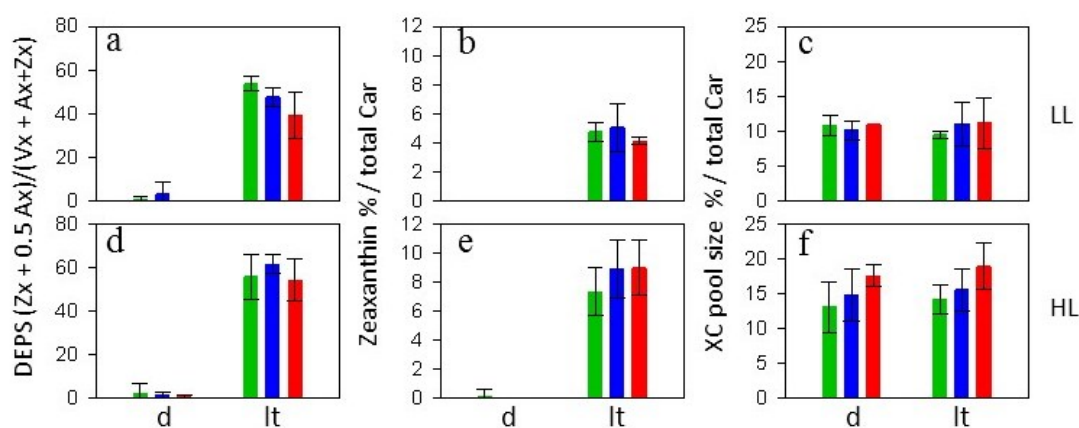 DEPS (Zx + 0.5 Ax)/(Vx + Ax+Zx)
80
60
40
20
0
a
Zeaxanthin % / total Car
12
10
8
6
4
2
0
b
XC pool size % / total Car
25
20
15
10
5
0
c
LL
80
60
40
20
0
d
12
10
8
6
4
2
0
e
25
20
15
10
5
0
f
HL
d lt
d lt
d lt